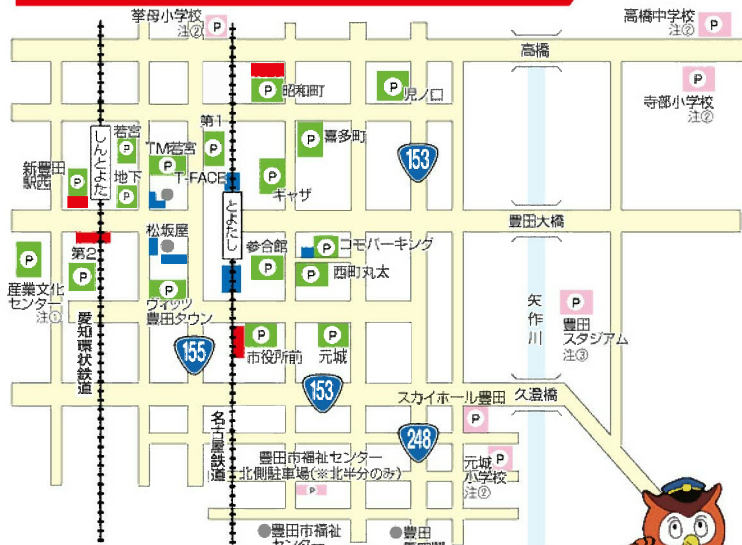 挙母小学校
注②
P
高橋中学校
注②
P
高橋
P
昭和町
P
児ノ口
P
寺部小学校
注②
若宮
P
TM若宮
P
第1
P
喜多町
P
153
しんとよた
新豊田
駅西
P
地下
P
T-FACE
P
ギャザ
とよたし
豊田大橋
松坂屋
参合館
P
コモパーキング
P
西町丸太
P
第2
P
産業文化
センター
注①
P
ヴィッツ
豊田タウン
P
愛知環状鉄道
矢作川
P
豊田
スタジアム
注③
155
P
市役所前
P
元城
153
スカイホール豊田
P
久澄橋
名古屋鉄道
248
豊田市福祉センター
北側駐車場(※北半分のみ)
P
元城
小学校
注②
P
豊田市福祉
センター
豊田